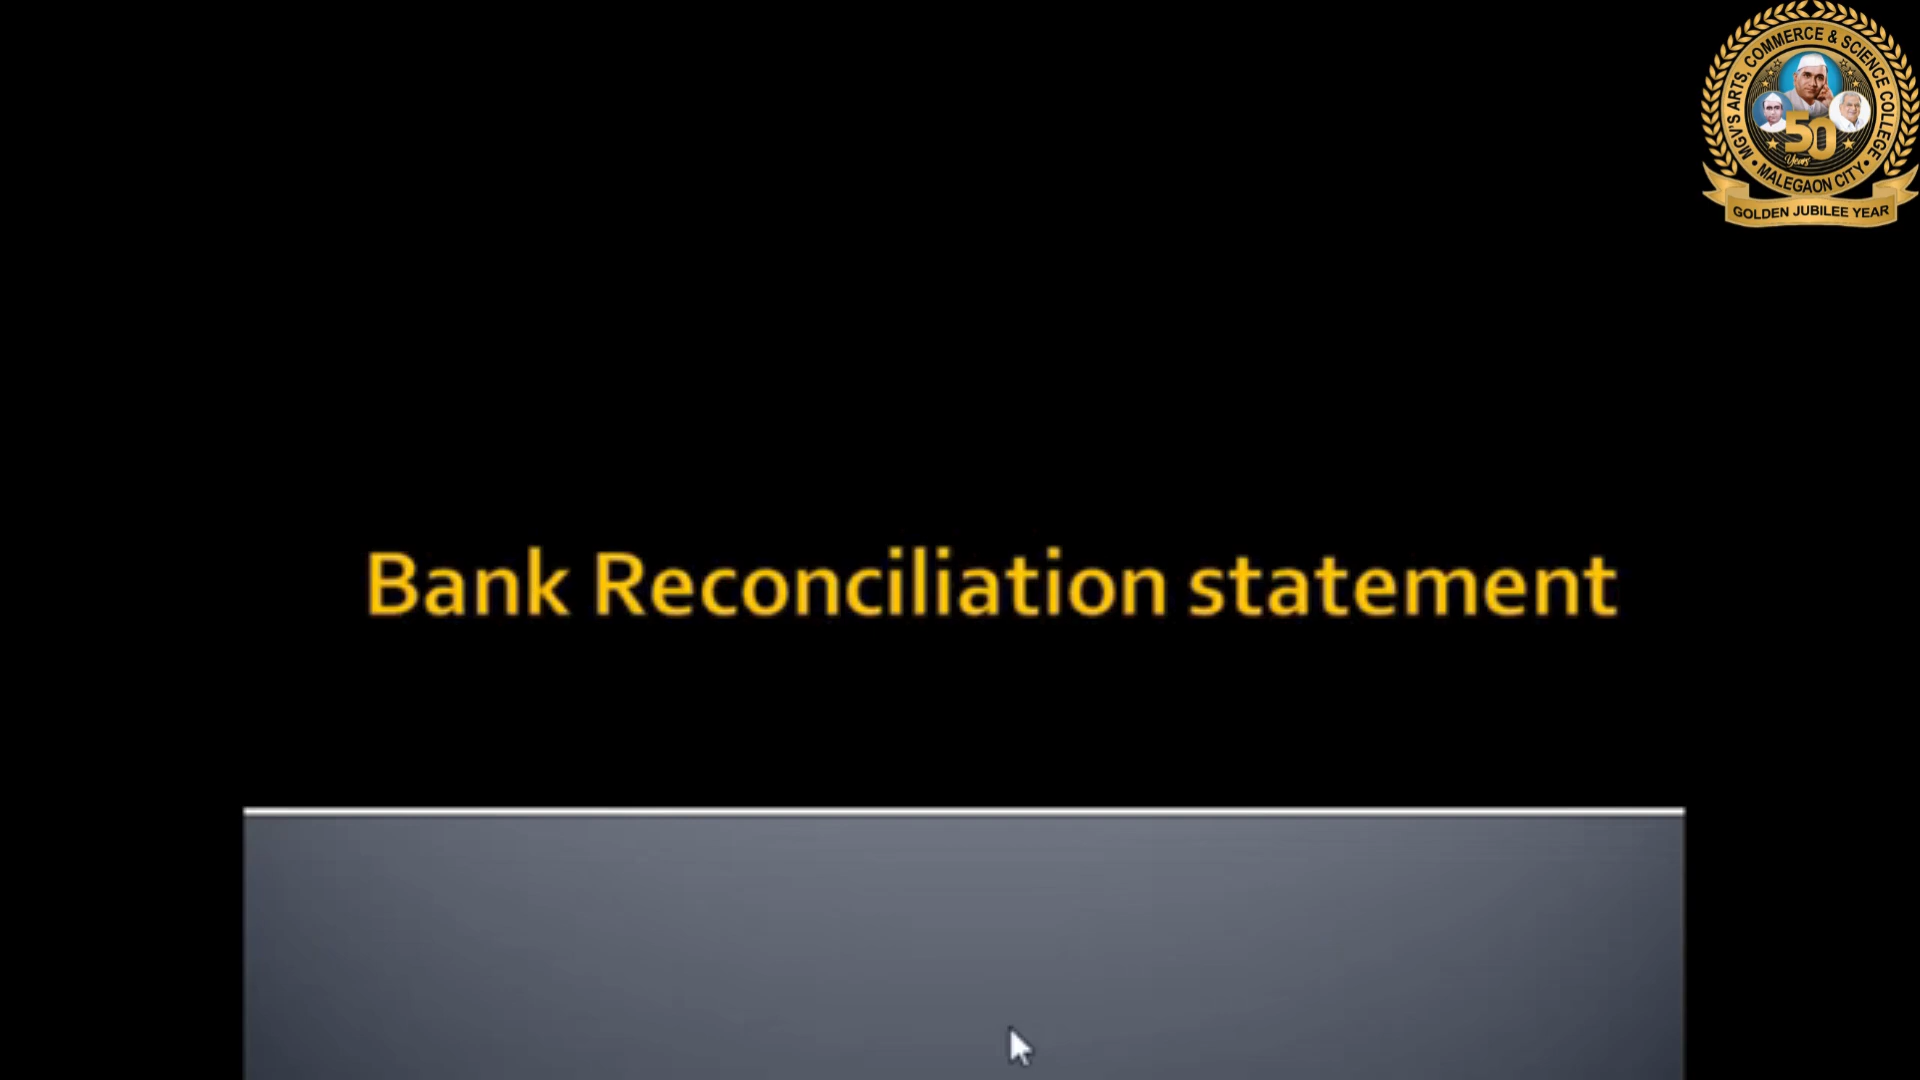 MGV'S ARTS, COMMERCE & SCIENCE COLLEGE
50
Years
• MALEGAON CITY •
GOLDEN JUBILEE YEAR
Bank Reconciliation statement